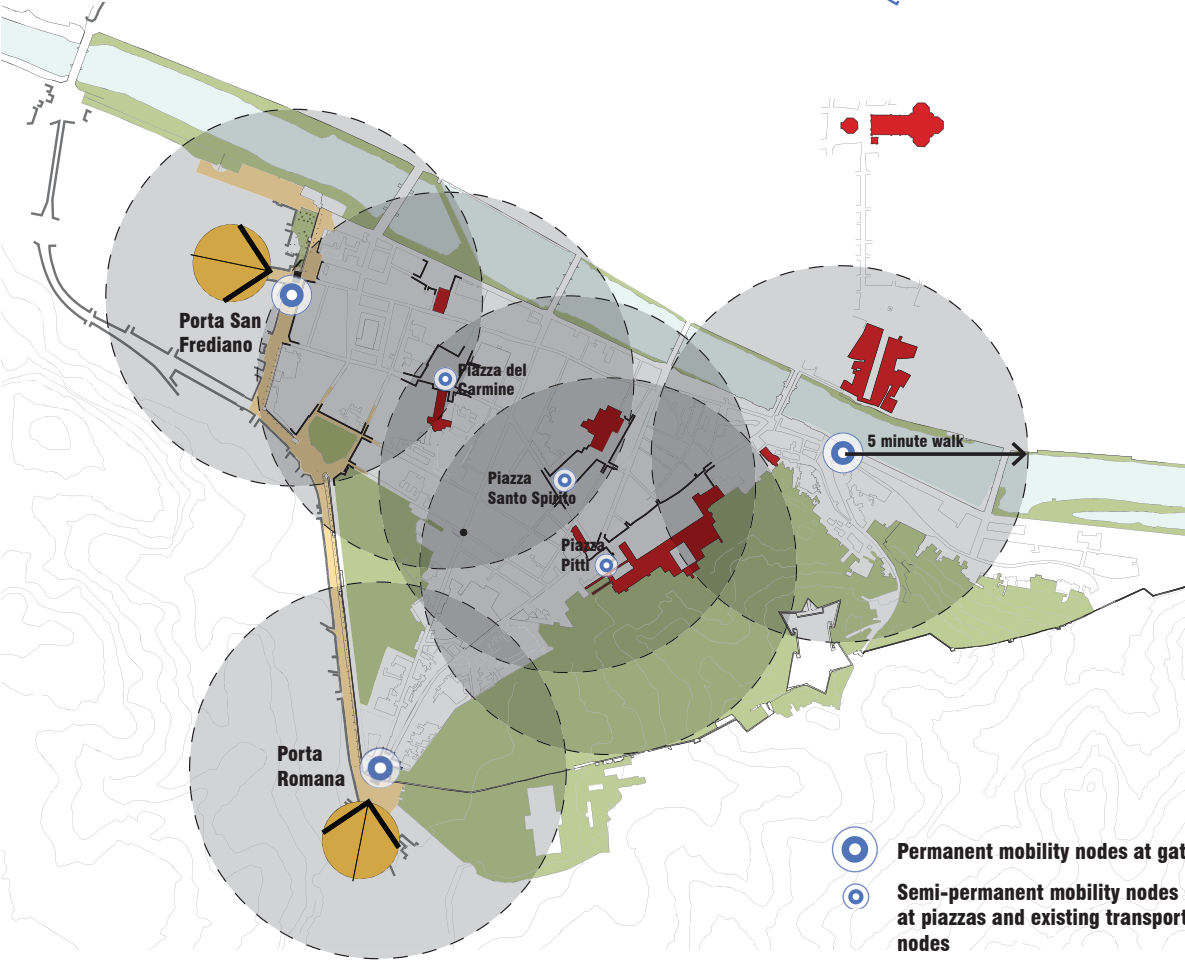 Porta San
Frediano
Piazza del
Carmine
5 minute walk
Piazza
Santo Spirito
Piazza
Pitti
Porta
Romana
Permanent mobility nodes at gat
Semi-permanent mobility nodes
at piazzas and existing transport
nodes